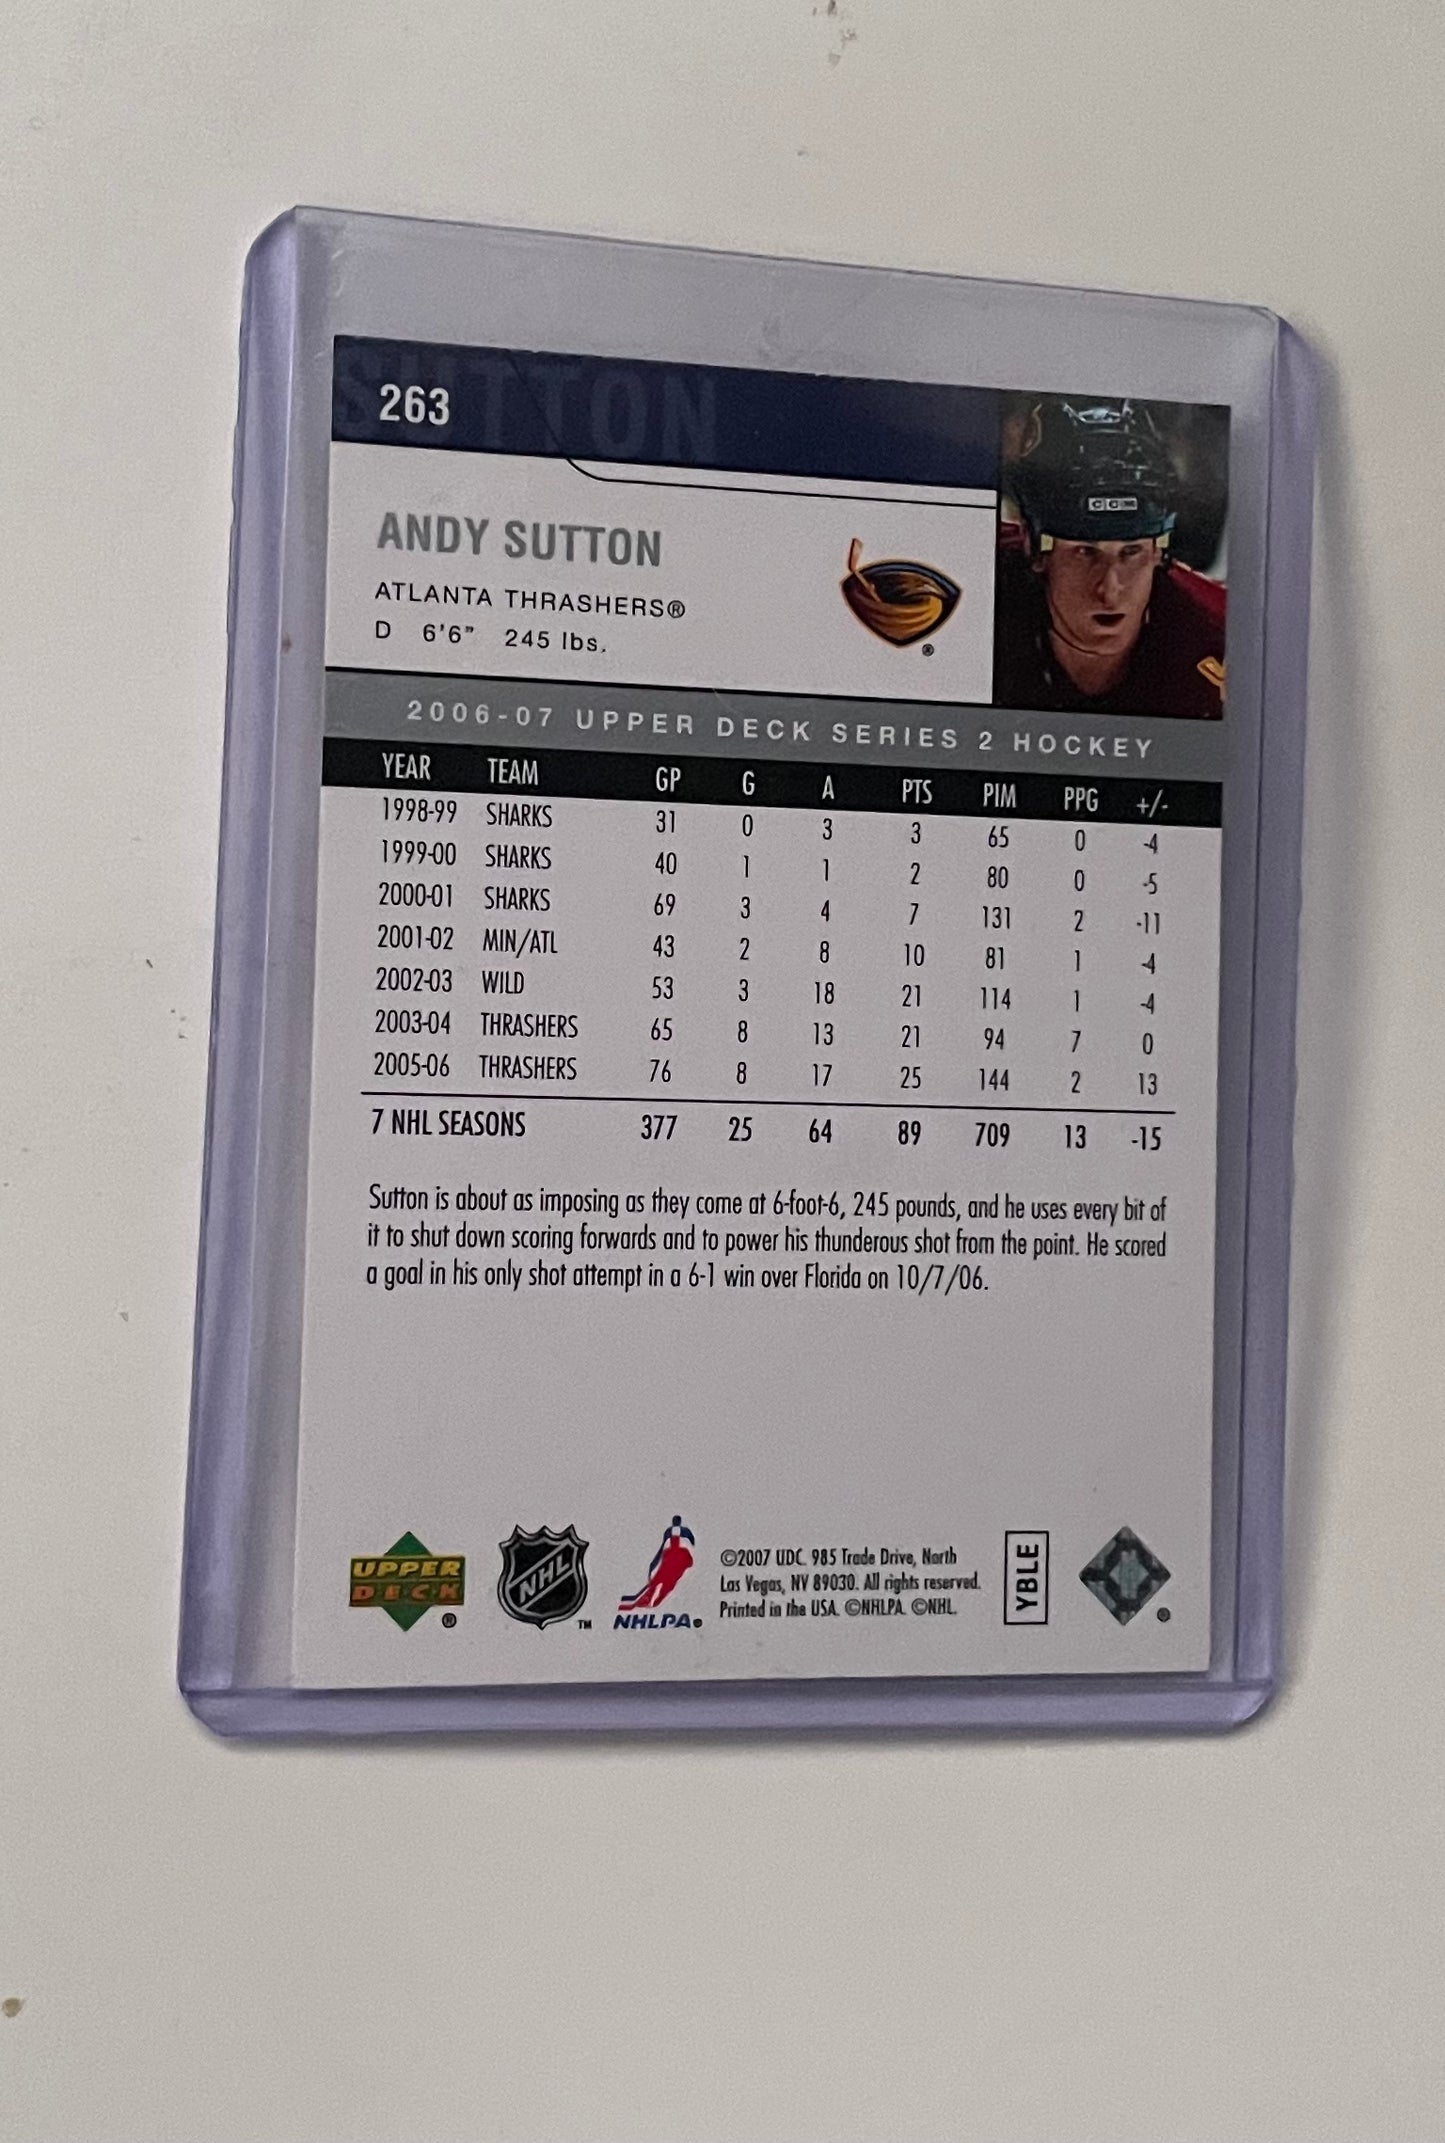 SUTTON
263
ANDY SUTTON
ATLANTA THRASHERS®
D 6'6" 245 lbs.
®
CCM
2006-07 UPPER DECK SERIES 2 HOCKEY
YEAR TEAM GP G A PTS PIM PPG +/-
1998-99 SHARKS 31 0 3 3 65 0 -4
1999-00 SHARKS 40 1 1 2 80 0 -5
2000-01 SHARKS 69 3 4 7 131 2 -11
2001-02 MIN/ATL 43 2 8 10 81 1 -4
2002-03 WILD 53 3 18 21 114 1 -4
2003-04 THRASHERS 65 8 13 21 94 7 0
2005-06 THRASHERS 76 8 17 25 144 2 13
7 NHL SEASONS 377 25 64 89 709 13 -15
Sutton is about as imposing as they come at 6-foot-6, 245 pounds, and he uses every bit of
it to shut down scoring forwards and to power his thunderous shot from the point. He scored
a goal in his only shot attempt in a 6-1 win over Florida on 10/7/06.
UPPER
DECK
®
NHL
™
NHLPA®
©2007 UDC. 985 Trade Drive, North
Las Vegas, NV 89030. All rights reserved.
Printed in the USA. ©NHLPA. ©NHL.
YBLE
®